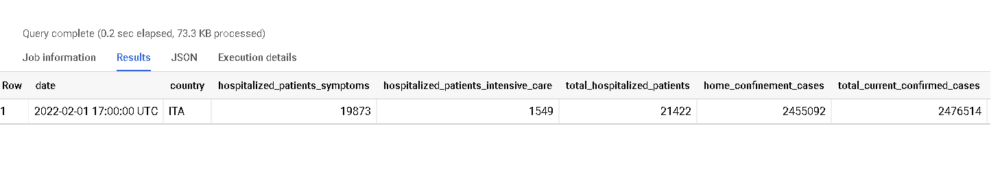 Query complete (0.2 sec elapsed, 73.3 KB processed)
Job information Results JSON Execution details
Row date country hospitalized_patients_symptoms hospitalized_patients_intensive_care total_hospitalized_patients home_confinement_cases total_current_confirmed_cases
1 2022-02-01 17:00:00 UTC ITA 19873 1549 21422 2455092 2476514